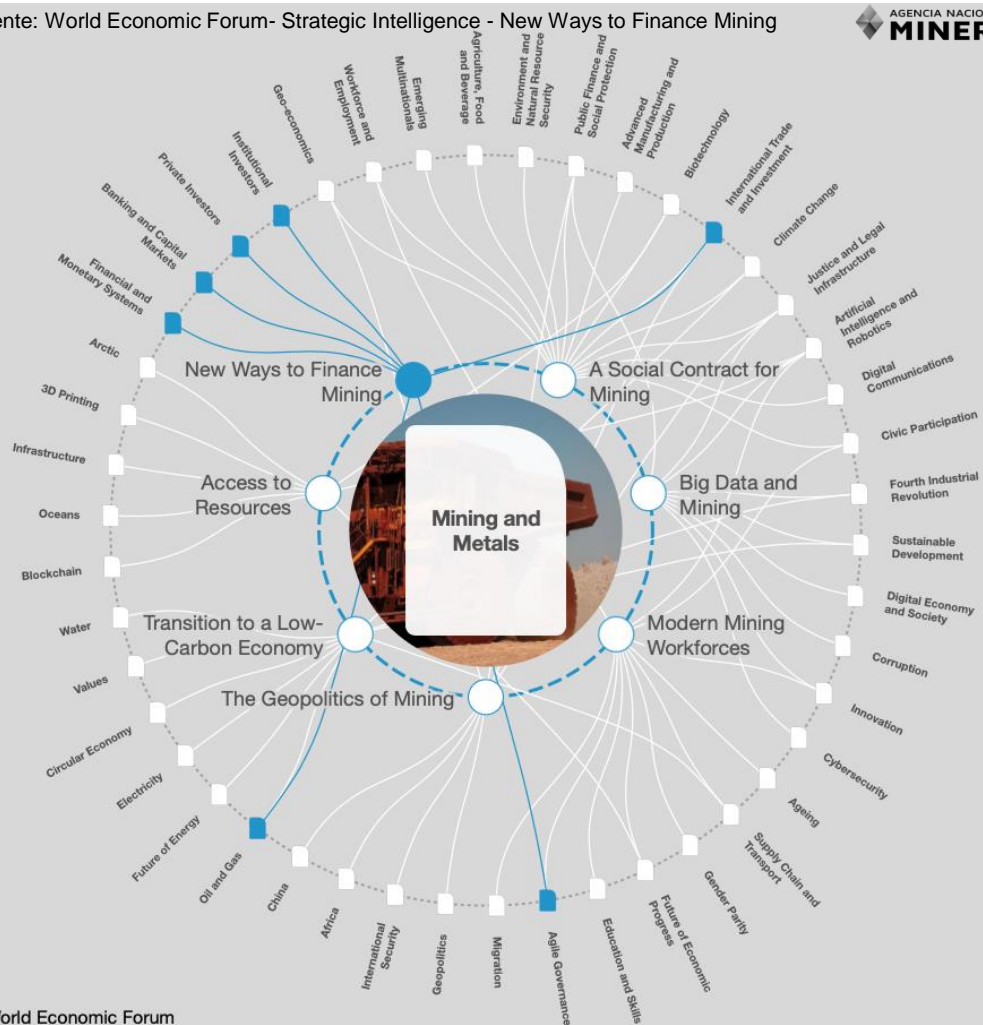 ente: World Economic Forum- Strategic Intelligence - New Ways to Finance Mining
AGENCIA NACIO
MINER
Agriculture, Food
and Beverage
Environment and
Natural Resource
Security
Public Finance and
Social Protection
Advanced
Manufacturing and
Production
Biotechnology
International Trade
and Investment
Climate Change
Justice and Legal
Infrastructure
Artificial
Intelligence and
Robotics
Digital
Communications
Civic Participation
Fourth Industrial
Revolution
Sustainable
Development
Digital Economy
and Society
Corruption
Innovation
Cybersecurity
Ageing
Supply Chain and
Transport
Gender Parity
Future of Economic
Progress
Education and Skills
Agile Governance
Migration
Geopolitics
International
Security
Africa
China
Oil and Gas
Future of Energy
Electricity
Circular Economy
Values
Water
Blockchain
Oceans
Infrastructure
3D Printing
Arctic
Financial and
Monetary Systems
Banking and Capital
Markets
Private Investors
Institutional
Investors
Geo-economics
Workforce and
Employment
Emerging
Multinationals
New Ways to Finance
Mining
A Social Contract for
Mining
Access to
Resources
Big Data and
Mining
Mining and
Metals
Transition to a Low-
Carbon Economy
Modern Mining
Workforces
The Geopolitics of Mining
World Economic Forum